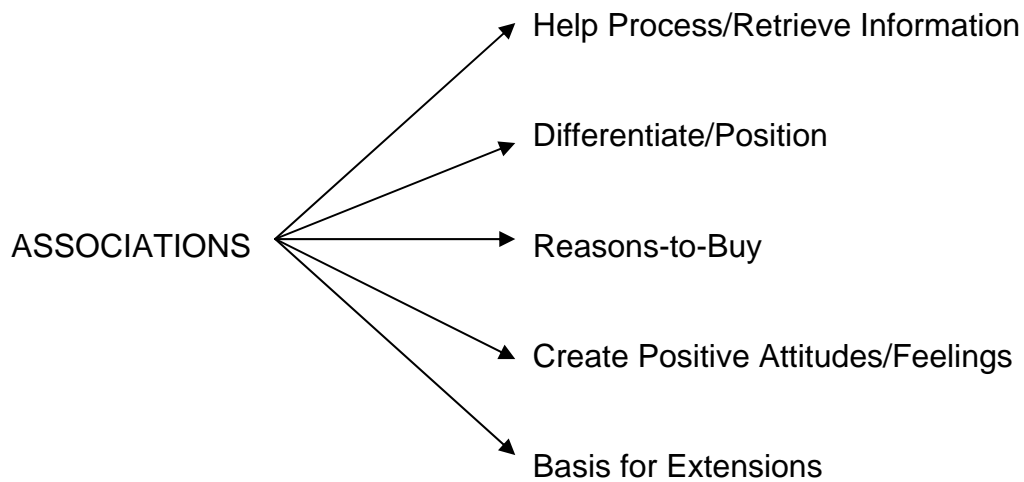 Help Process/Retrieve Information
Differentiate/Position
ASSOCIATIONS
Reasons-to-Buy
Create Positive Attitudes/Feelings
Basis for Extensions